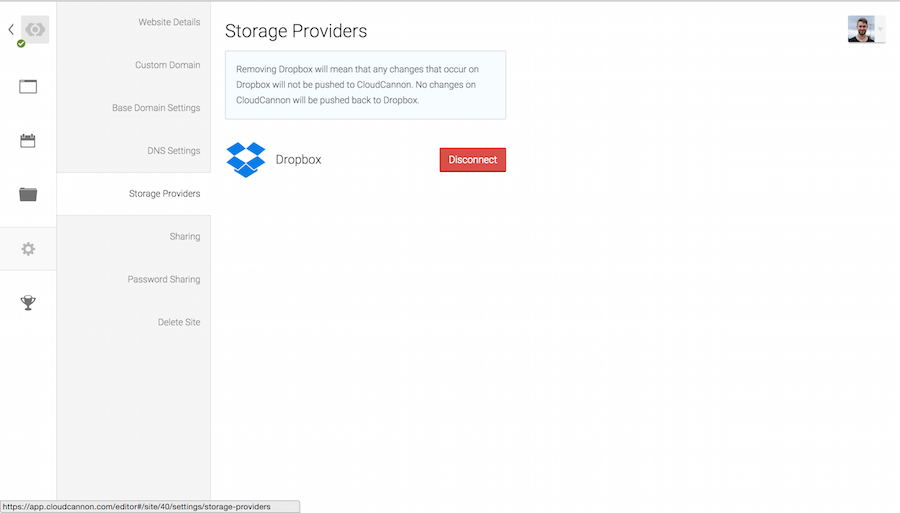 Website Details
Custom Domain
Base Domain Settings
DNS Settings
Storage Providers
Sharing
Password Sharing
Delete Site
Storage Providers
Removing Dropbox will mean that any changes that occur on
Dropbox will not be pushed to CloudCannon. No changes on
CloudCannon will be pushed back to Dropbox.
Dropbox
Disconnect
https://app.cloudcannon.com/editor#/site/40/settings/storage-providers